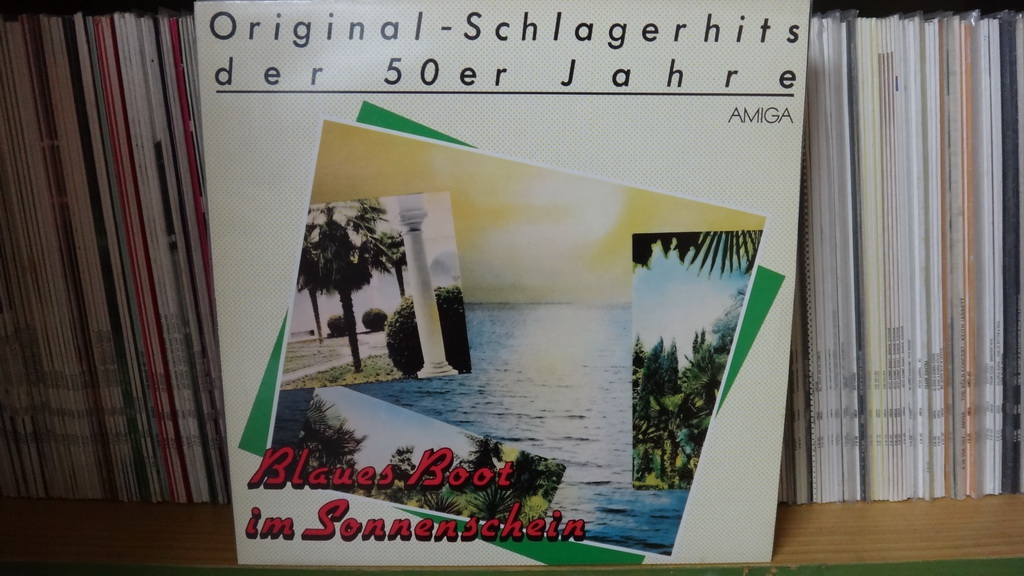 Original-Schlagerhits
der 50er Jahre
AMIGA
Blaues Boot
im Sonnenschein